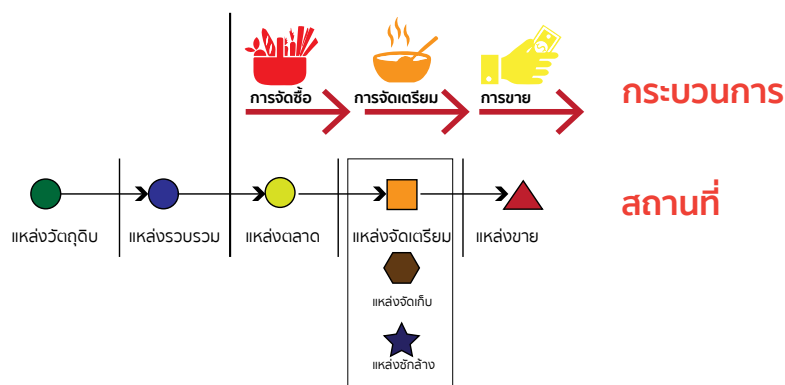 การจัดซื้อ
การจัดเตรียม
การขาย
กระบวนการ
แหล่งวัตถุดิบ
แหล่งรวบรวม
แหล่งตลาด
แหล่งจัดเตรียม
แหล่งขาย
สถานที่
แหล่งจัดเก็บ
แหล่งซักล้าง